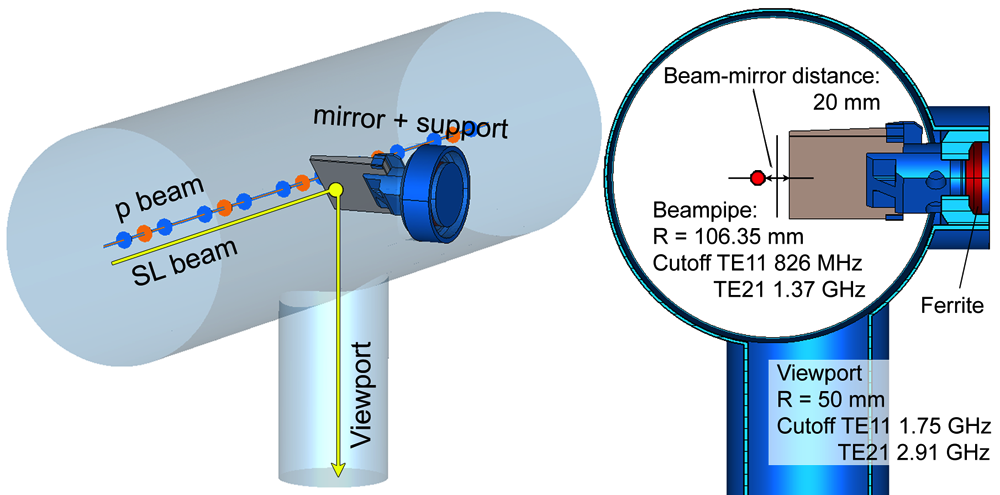 mirror + support
p beam
SL beam
Viewport
Beam-mirror distance:
20 mm
Beampipe:
R = 106.35 mm
Cutoff TE11 826 MHz
TE21 1.37 GHz
Ferrite
Viewport
R = 50 mm
Cutoff TE11 1.75 GHz
TE21 2.91 GHz